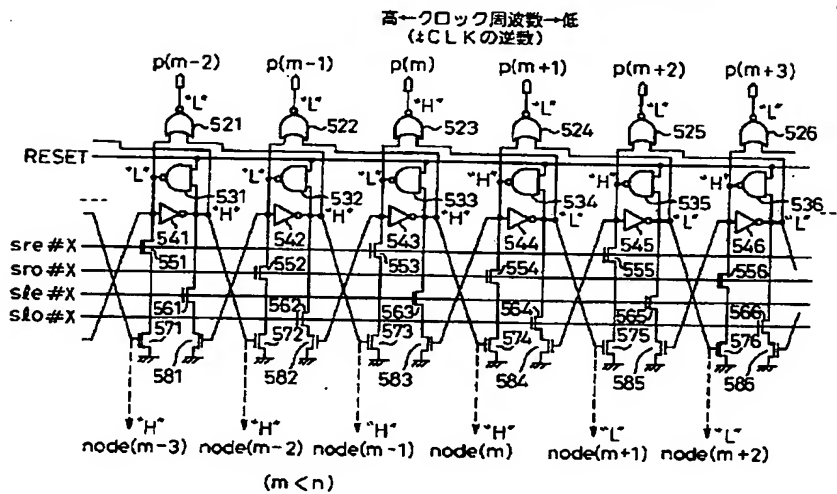 高←クロック周波数→低
(tCLKの逆数)
p(m-2) p(m-1) p(m) p(m+1) p(m+2) p(m+3)
"L" "L" "H" "L" "L" "L"
521 522 523 524 525 526
RESET
"L" "L" "L" "H" "H" "H"
531 532 533 534 535 536
"H" "H" "H" "L" "L" "L"
541 542 543 544 545 546
sre#X
551 552 553 554 555 556
sro#X
sle#X
561 562 563 564 565 566
slo#X
571 572 573 574 575 576
581 582 583 584 585 586
"H" "H" "H" "H" "L" "L"
node(m-3) node(m-2) node(m-1) node(m) node(m+1) node(m+2)
(m<n)